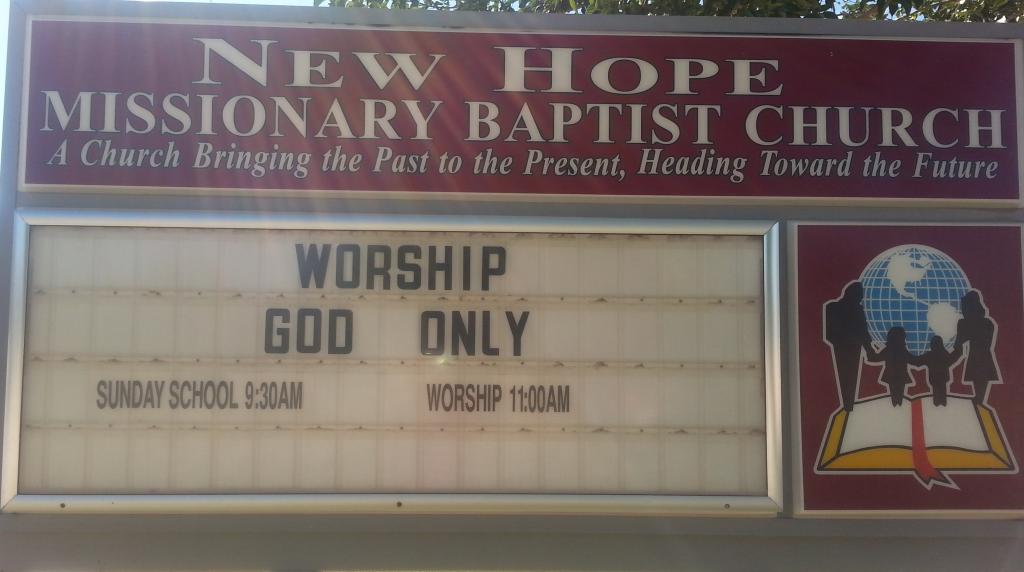 NEW HOPE
MISSIONARY BAPTIST CHURCH
A Church Bringing the Past to the Present, Heading Toward the Future
WORSHIP
GOD ONLY
SUNDAY SCHOOL 9:30AM WORSHIP 11:00AM